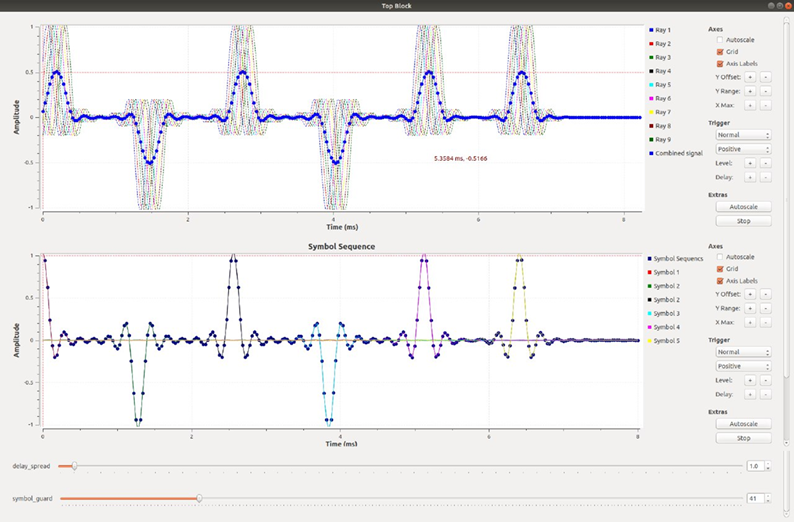 Top Block
Amplitude
1
0.5
0
-0.5
-1
0
2
4
6
8
Time (ms)
5.3584 ms, -0.5166
Ray 1
Ray 2
Ray 3
Ray 4
Ray 5
Ray 6
Ray 7
Ray 8
Ray 9
Combined signal
Axes
Autoscale
Grid
Axis Labels
Y Offset: + -
Y Range: + -
X Max: + -
Trigger
Normal
Positive
Level: + -
Delay: + -
Extras
Autoscale
Stop
Symbol Sequence
Amplitude
1
0.5
0
-0.5
-1
0
2
4
6
8
Time (ms)
Symbol Sequence
Symbol 1
Symbol 2
Symbol 2
Symbol 3
Symbol 4
Symbol 5
Axes
Autoscale
Grid
Axis Labels
Y Offset: + -
Y Range: + -
X Max: + -
Trigger
Normal
Positive
Level: + -
Delay: + -
Extras
Autoscale
Stop
delay_spread 1.0
symbol_guard 41